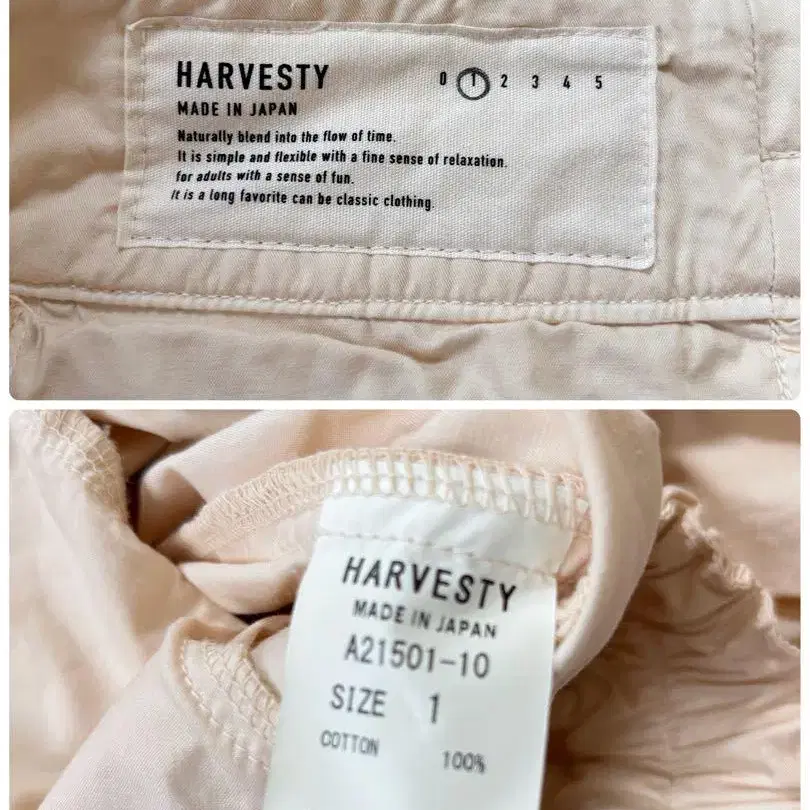 HARVESTY 0 1 2 3 4 5
MADE IN JAPAN
Naturally blend into the flow of time.
It is simple and flexible with a fine sense of relaxation.
for adults with a sense of fun.
It is a long favorite can be classic clothing.
HARVESTY
MADE IN JAPAN
A21501-10
SIZE 1
COTTON 100%